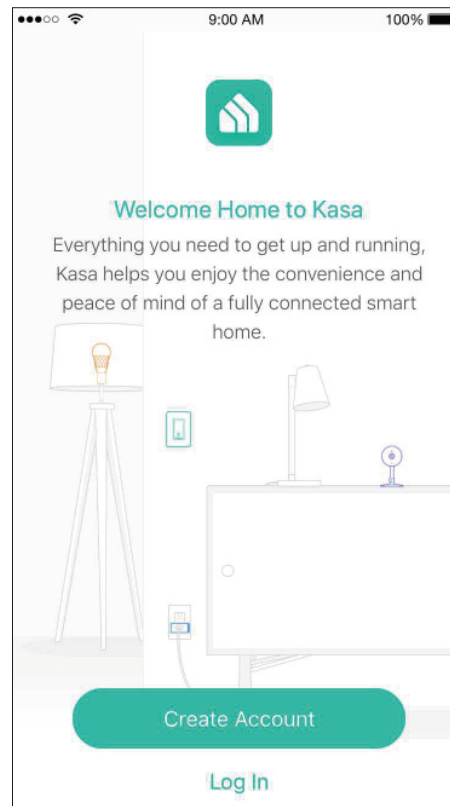 9:00 AM 100%
Welcome Home to Kasa
Everything you need to get up and running,
Kasa helps you enjoy the convenience and
peace of mind of a fully connected smart
home.
Create Account
Log In